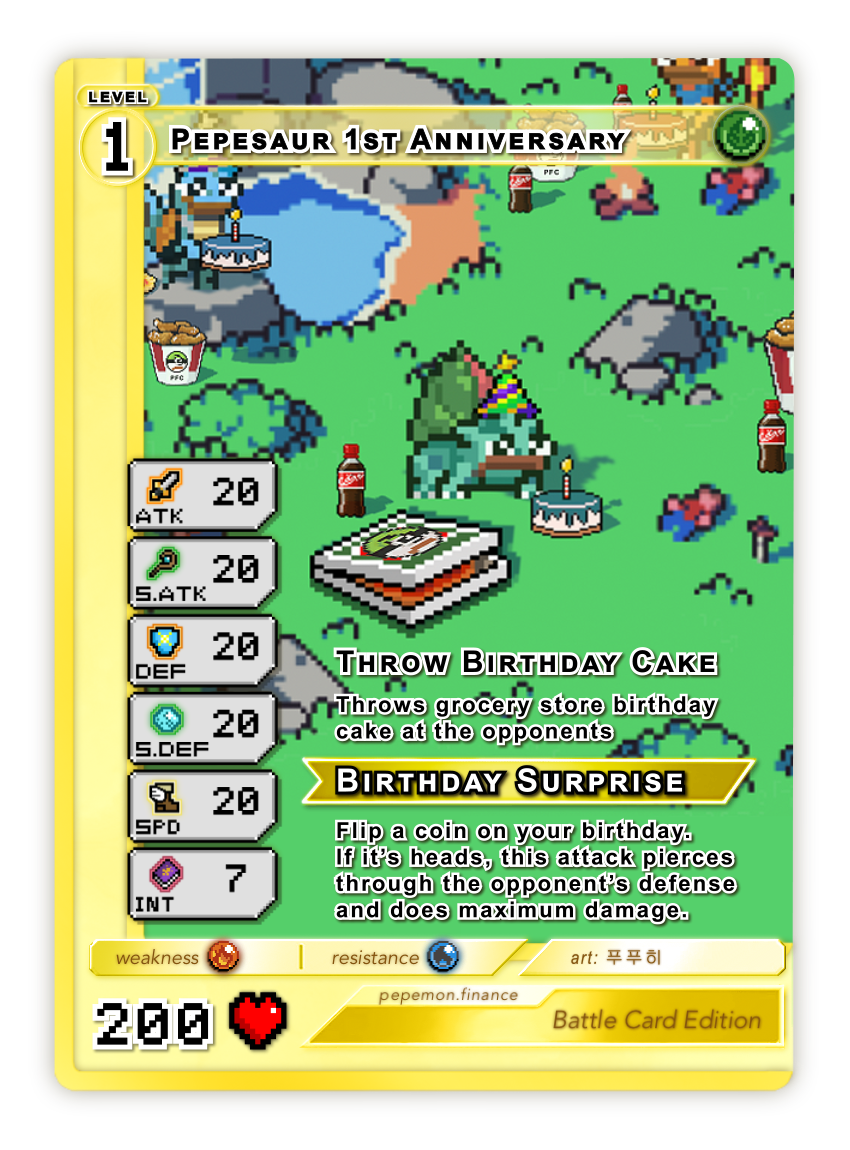 LEVEL
1
Pepesaur 1st Anniversary
PFC
PFC
ATK 20
S.ATK 20
DEF 20
S.DEF 20
SPD 20
INT 7
Throw Birthday Cake
Throws grocery store birthday
cake at the opponents
Birthday Surprise
Flip a coin on your birthday.
If it's heads, this attack pierces
through the opponent's defense
and does maximum damage.
weakness
resistance
art: 푸푸히
200
pepemon.finance
Battle Card Edition